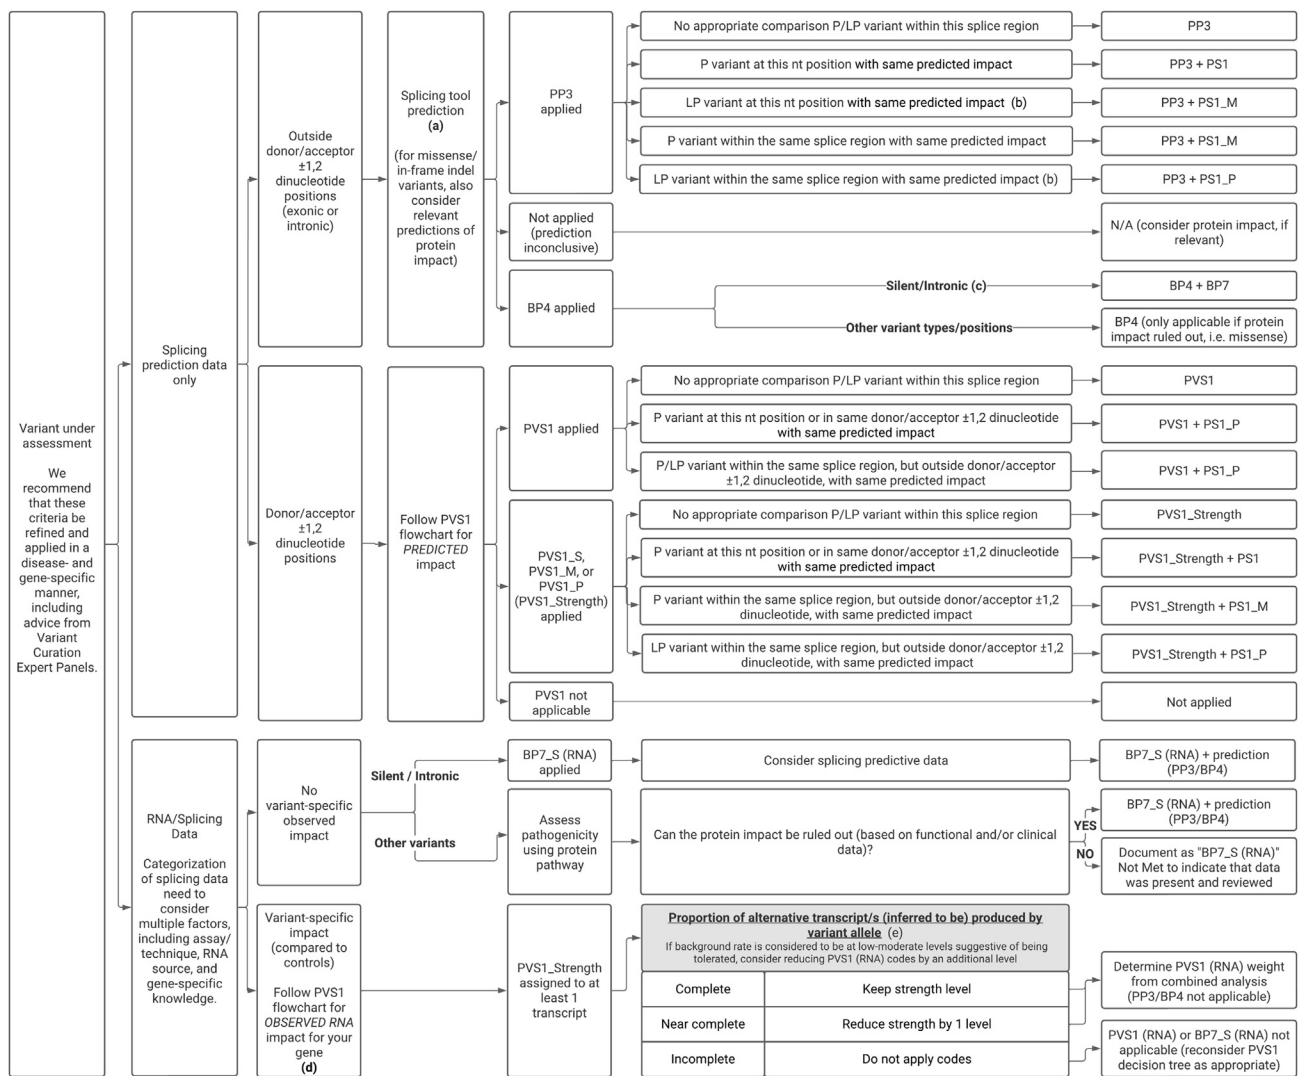 Variant under
assessment
We
recommend
that these
criteria be
refined and
applied in a
disease- and
gene-specific
manner,
including
advice from
Variant
Curation
Expert Panels.
Splicing
prediction data
only
Outside
donor/acceptor
±1,2
dinucleotide
positions
(exonic or
intronic)
Splicing tool
prediction
(a)
(for missense/
in-frame indel
variants, also
consider
relevant
predictions of
protein
impact)
PP3
applied
No appropriate comparison P/LP variant within this splice region
PP3
P variant at this nt position with same predicted impact
PP3 + PS1
LP variant at this nt position with same predicted impact (b)
PP3 + PS1_M
P variant within the same splice region with same predicted impact
PP3 + PS1_M
LP variant within the same splice region with same predicted impact (b)
PP3 + PS1_P
Not applied
(prediction
inconclusive)
N/A (consider protein impact, if
relevant)
BP4 applied
Silent/Intronic (c)
BP4 + BP7
Other variant types/positions
BP4 (only applicable if protein
impact ruled out, i.e. missense)
Donor/acceptor
±1,2
dinucleotide
positions
Follow PVS1
flowchart for
PREDICTED
impact
PVS1 applied
No appropriate comparison P/LP variant within this splice region
PVS1
P variant at this nt position or in same donor/acceptor ±1,2 dinucleotide
with same predicted impact
PVS1 + PS1_P
P/LP variant within the same splice region, but outside donor/acceptor
±1,2 dinucleotide, with same predicted impact
PVS1 + PS1_P
PVS1_S,
PVS1_M, or
PVS1_P
(PVS1_Strength)
applied
No appropriate comparison P/LP variant within this splice region
PVS1_Strength
P variant at this nt position or in same donor/acceptor ±1,2 dinucleotide
with same predicted impact
PVS1_Strength + PS1
P variant within the same splice region, but outside donor/acceptor ±1,2
dinucleotide, with same predicted impact
PVS1_Strength + PS1_M
LP variant within the same splice region, but outside donor/acceptor ±1,2
dinucleotide, with same predicted impact
PVS1_Strength + PS1_P
PVS1 not
applicable
Not applied
RNA/Splicing
Data
Categorization
of splicing data
need to
consider
multiple factors,
including assay/
technique, RNA
source, and
gene-specific
knowledge.
No
variant-specific
observed
impact
Silent / Intronic
BP7_S (RNA)
applied
Consider splicing predictive data
BP7_S (RNA) + prediction
(PP3/BP4)
Other variants
Assess
pathogenicity
using protein
pathway
Can the protein impact be ruled out (based on functional and/or clinical
data)?
YES
BP7_S (RNA) + prediction
(PP3/BP4)
NO
Document as "BP7_S (RNA)"
Not Met to indicate that data
was present and reviewed
Variant-specific
impact
(compared to
controls)
Follow PVS1
flowchart for
OBSERVED RNA
impact for your
gene
(d)
PVS1_Strength
assigned to at
least 1
transcript
Proportion of alternative transcript/s (inferred to be) produced by
variant allele (e)
If background rate is considered to be at low-moderate levels suggestive of being
tolerated, consider reducing PVS1 (RNA) codes by an additional level
Complete
Keep strength level
Near complete
Reduce strength by 1 level
Incomplete
Do not apply codes
Determine PVS1 (RNA) weight
from combined analysis
(PP3/BP4 not applicable)
PVS1 (RNA) or BP7_S (RNA) not
applicable (reconsider PVS1
decision tree as appropriate)